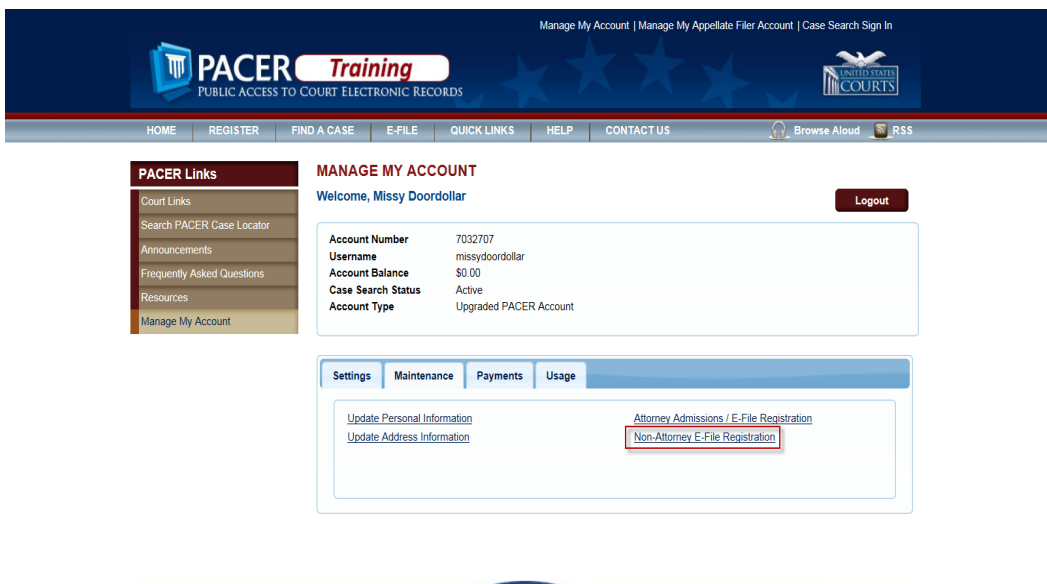 Manage My Account | Manage My Appellate Filer Account | Case Search Sign In
PACER Training
PUBLIC ACCESS TO COURT ELECTRONIC RECORDS
UNITED STATES
COURTS
HOME REGISTER FIND A CASE E-FILE QUICK LINKS HELP CONTACT US Browse Aloud RSS
PACER Links
Court Links
Search PACER Case Locator
Announcements
Frequently Asked Questions
Resources
Manage My Account
MANAGE MY ACCOUNT
Welcome, Missy Doordollar
Logout
Account Number 7032707
Username missydoordollar
Account Balance $0.00
Case Search Status Active
Account Type Upgraded PACER Account
Settings Maintenance Payments Usage
Update Personal Information Attorney Admissions / E-File Registration
Update Address Information Non-Attorney E-File Registration